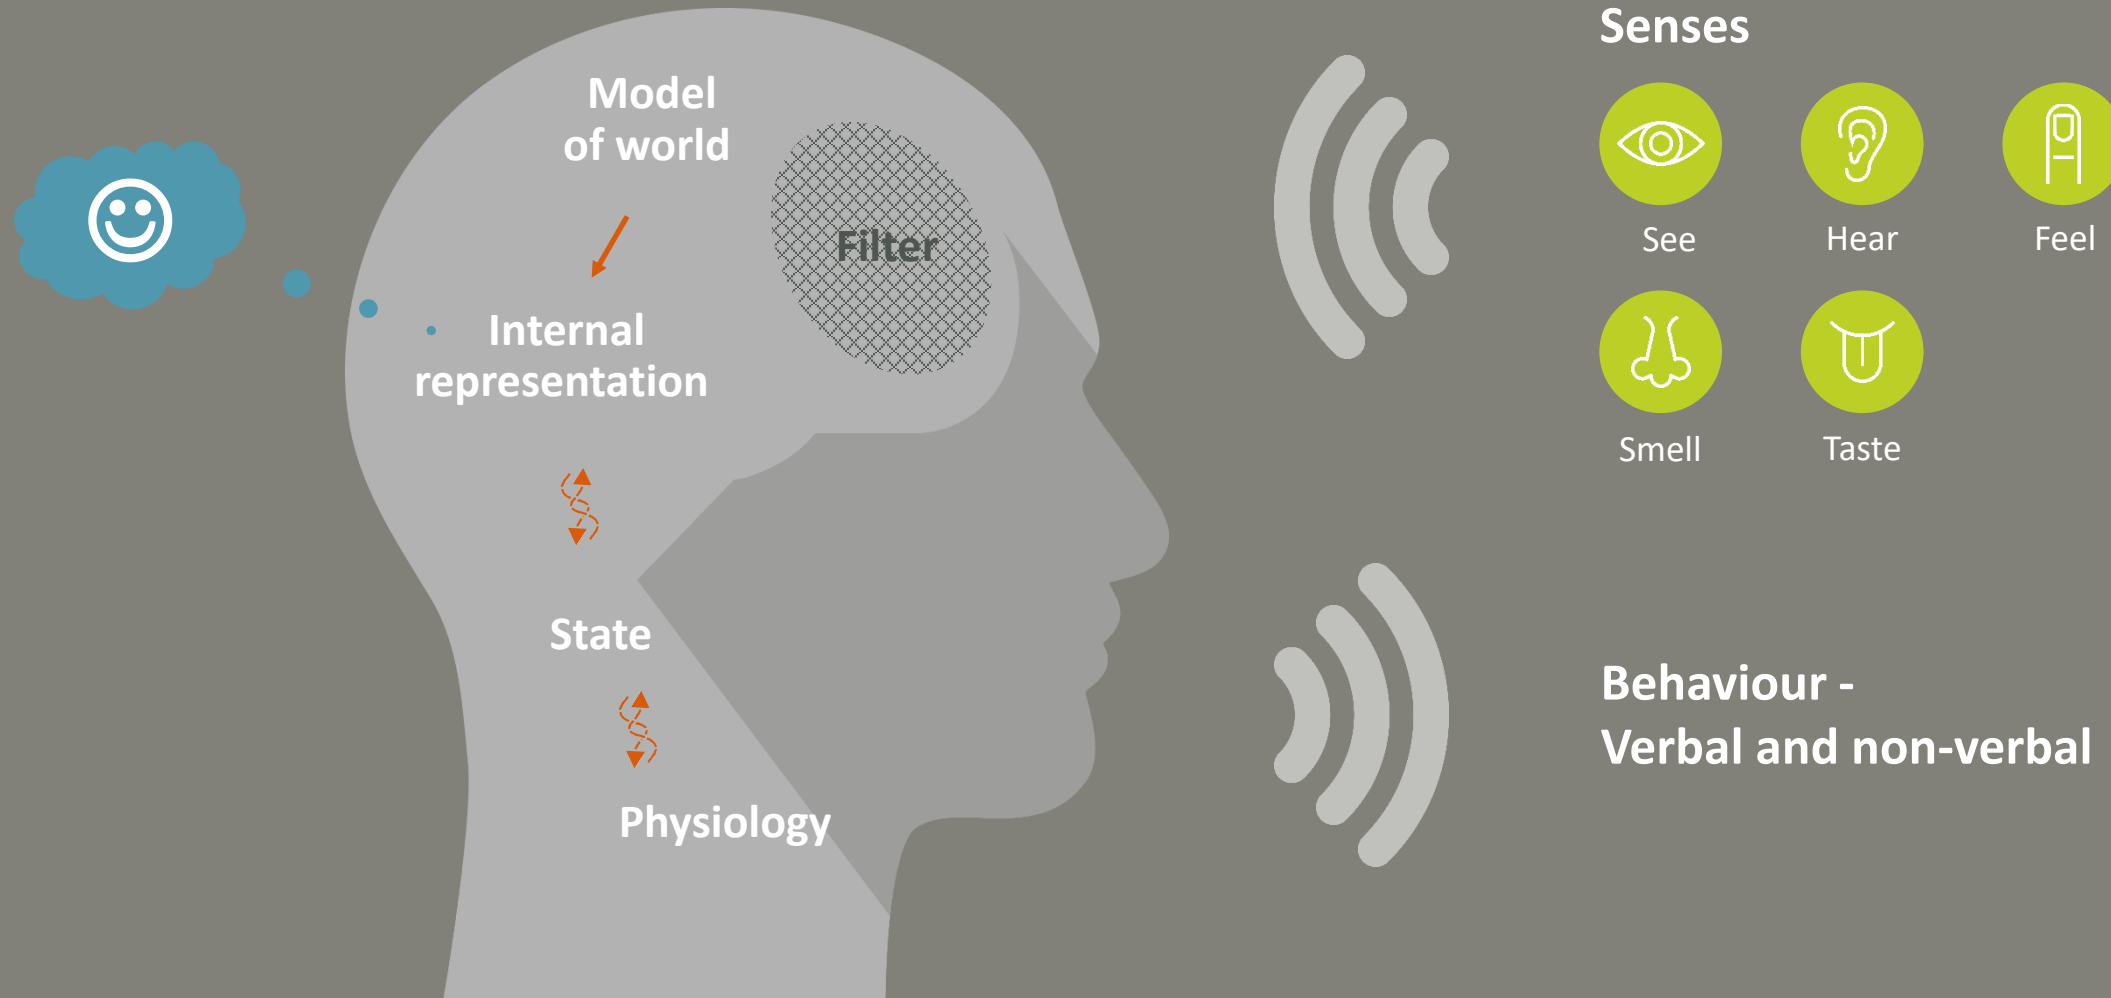 Senses
Model
of world
Filter
See
Hear
Feel
Internal
representation
Smell
Taste
State
Behaviour -
Verbal and non-verbal
Physiology